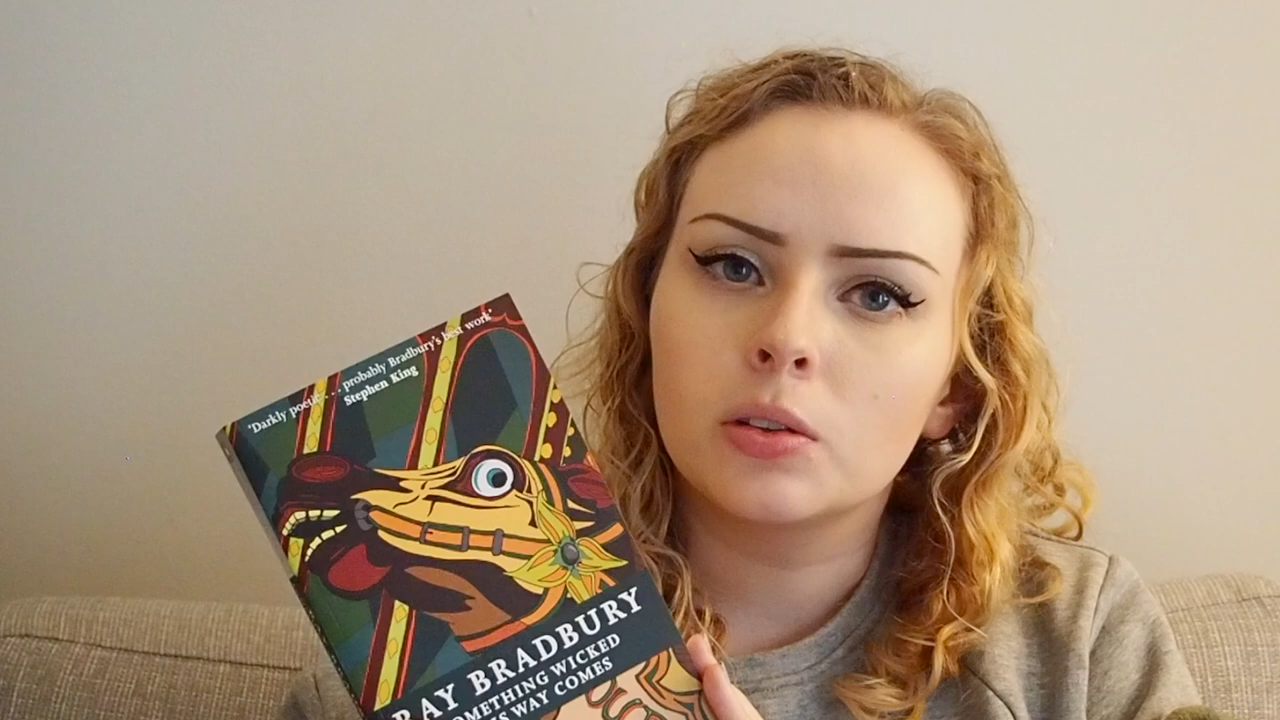 'Darkly poetic . . . probably Bradbury's best work'
Stephen King
RAY BRADBURY
SOMETHING WICKED
THIS WAY COMES